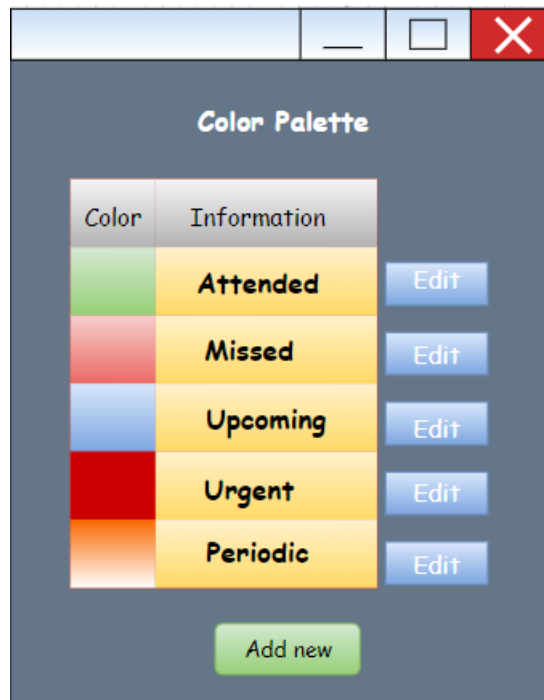 Color Palette
Color Information
Attended Edit
Missed Edit
Upcoming Edit
Urgent Edit
Periodic Edit
Add new